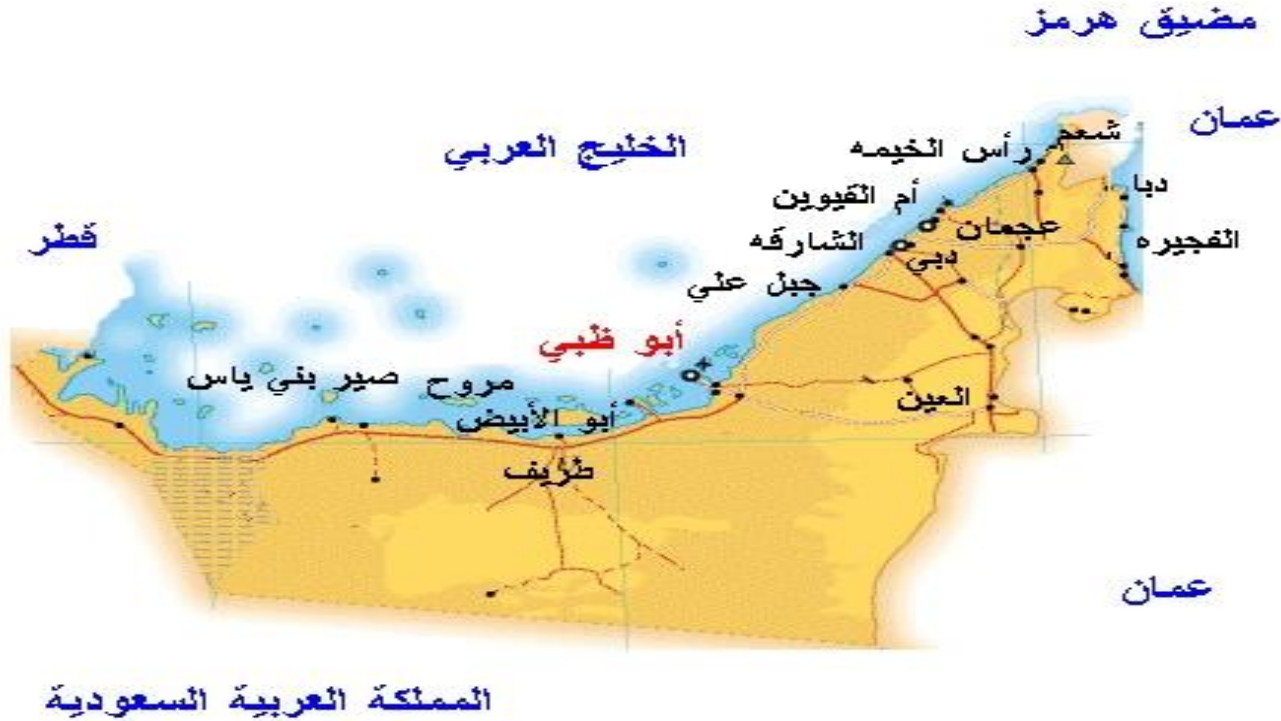 مضيق هرمز
عمان
شعم
الخليج العربي
رأس الخيمه
دبا
أم القيوين
عجمان
الفجيره
الشارقه
قطر
دبي
جبل علي
أبو ظبي
صير بني ياس
مروح
العين
أبو الأبيض
طريف
عمان
المملكة العربية السعودية